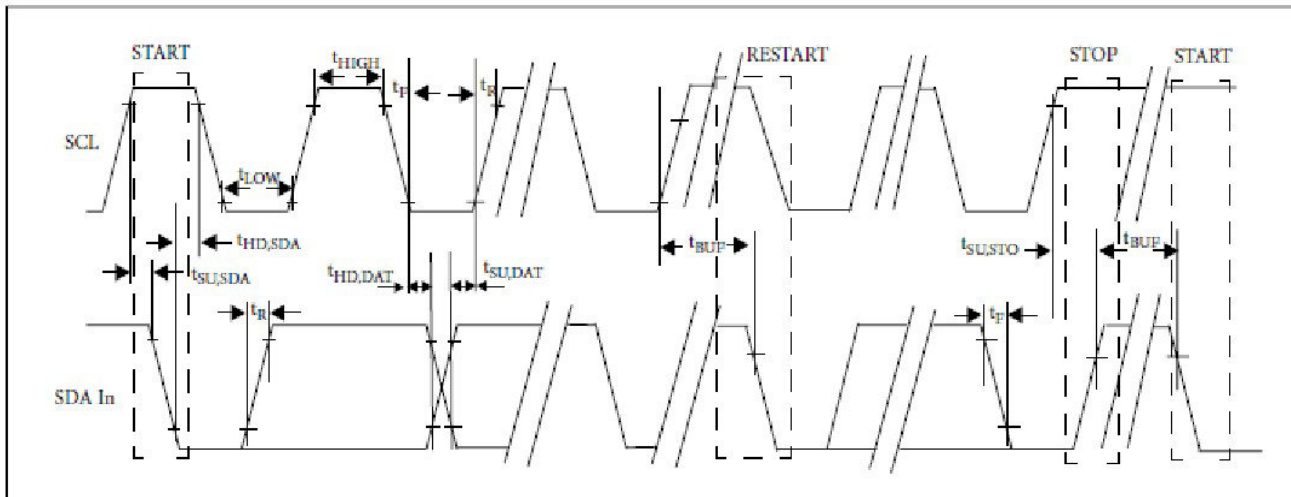 START
RESTART
STOP
START
tHIGH
tF
tR
SCL
tLOW
tHD,SDA
tBUF
tSU,STO
tBUF
tSU,SDA
tHD,DAT
tSU,DAT
tR
tF
SDA In